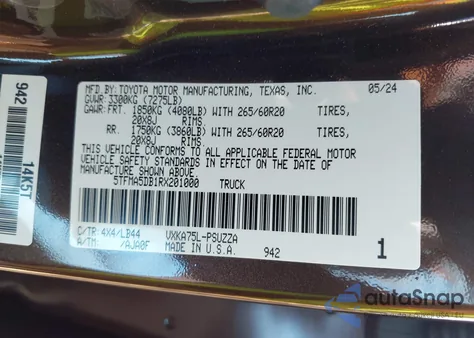 MFD.BY:TOYOTA MOTOR MANUFACTURING, TEXAS, INC. 05/24
GVWR:3300KG (7275LB)
GAWR:FRT. 1850KG (4080LB) WITH 265/60R20 TIRES,
20X8J RIMS.
RR. 1750KG (3860LB) WITH 265/60R20 TIRES,
20X8J RIMS.
THIS VEHICLE CONFORMS TO ALL APPLICABLE FEDERAL MOTOR
VEHICLE SAFETY STANDARDS IN EFFECT ON THE DATE OF
MANUFACTURE SHOWN ABOVE.
5TFMA5DB1RX201000 TRUCK
C/TR:4X4/LB44 VXKA75L-PSUZZA
A/TM: /AJA0F MADE IN U.S.A. 942 1
942
14K5T
autoSnap